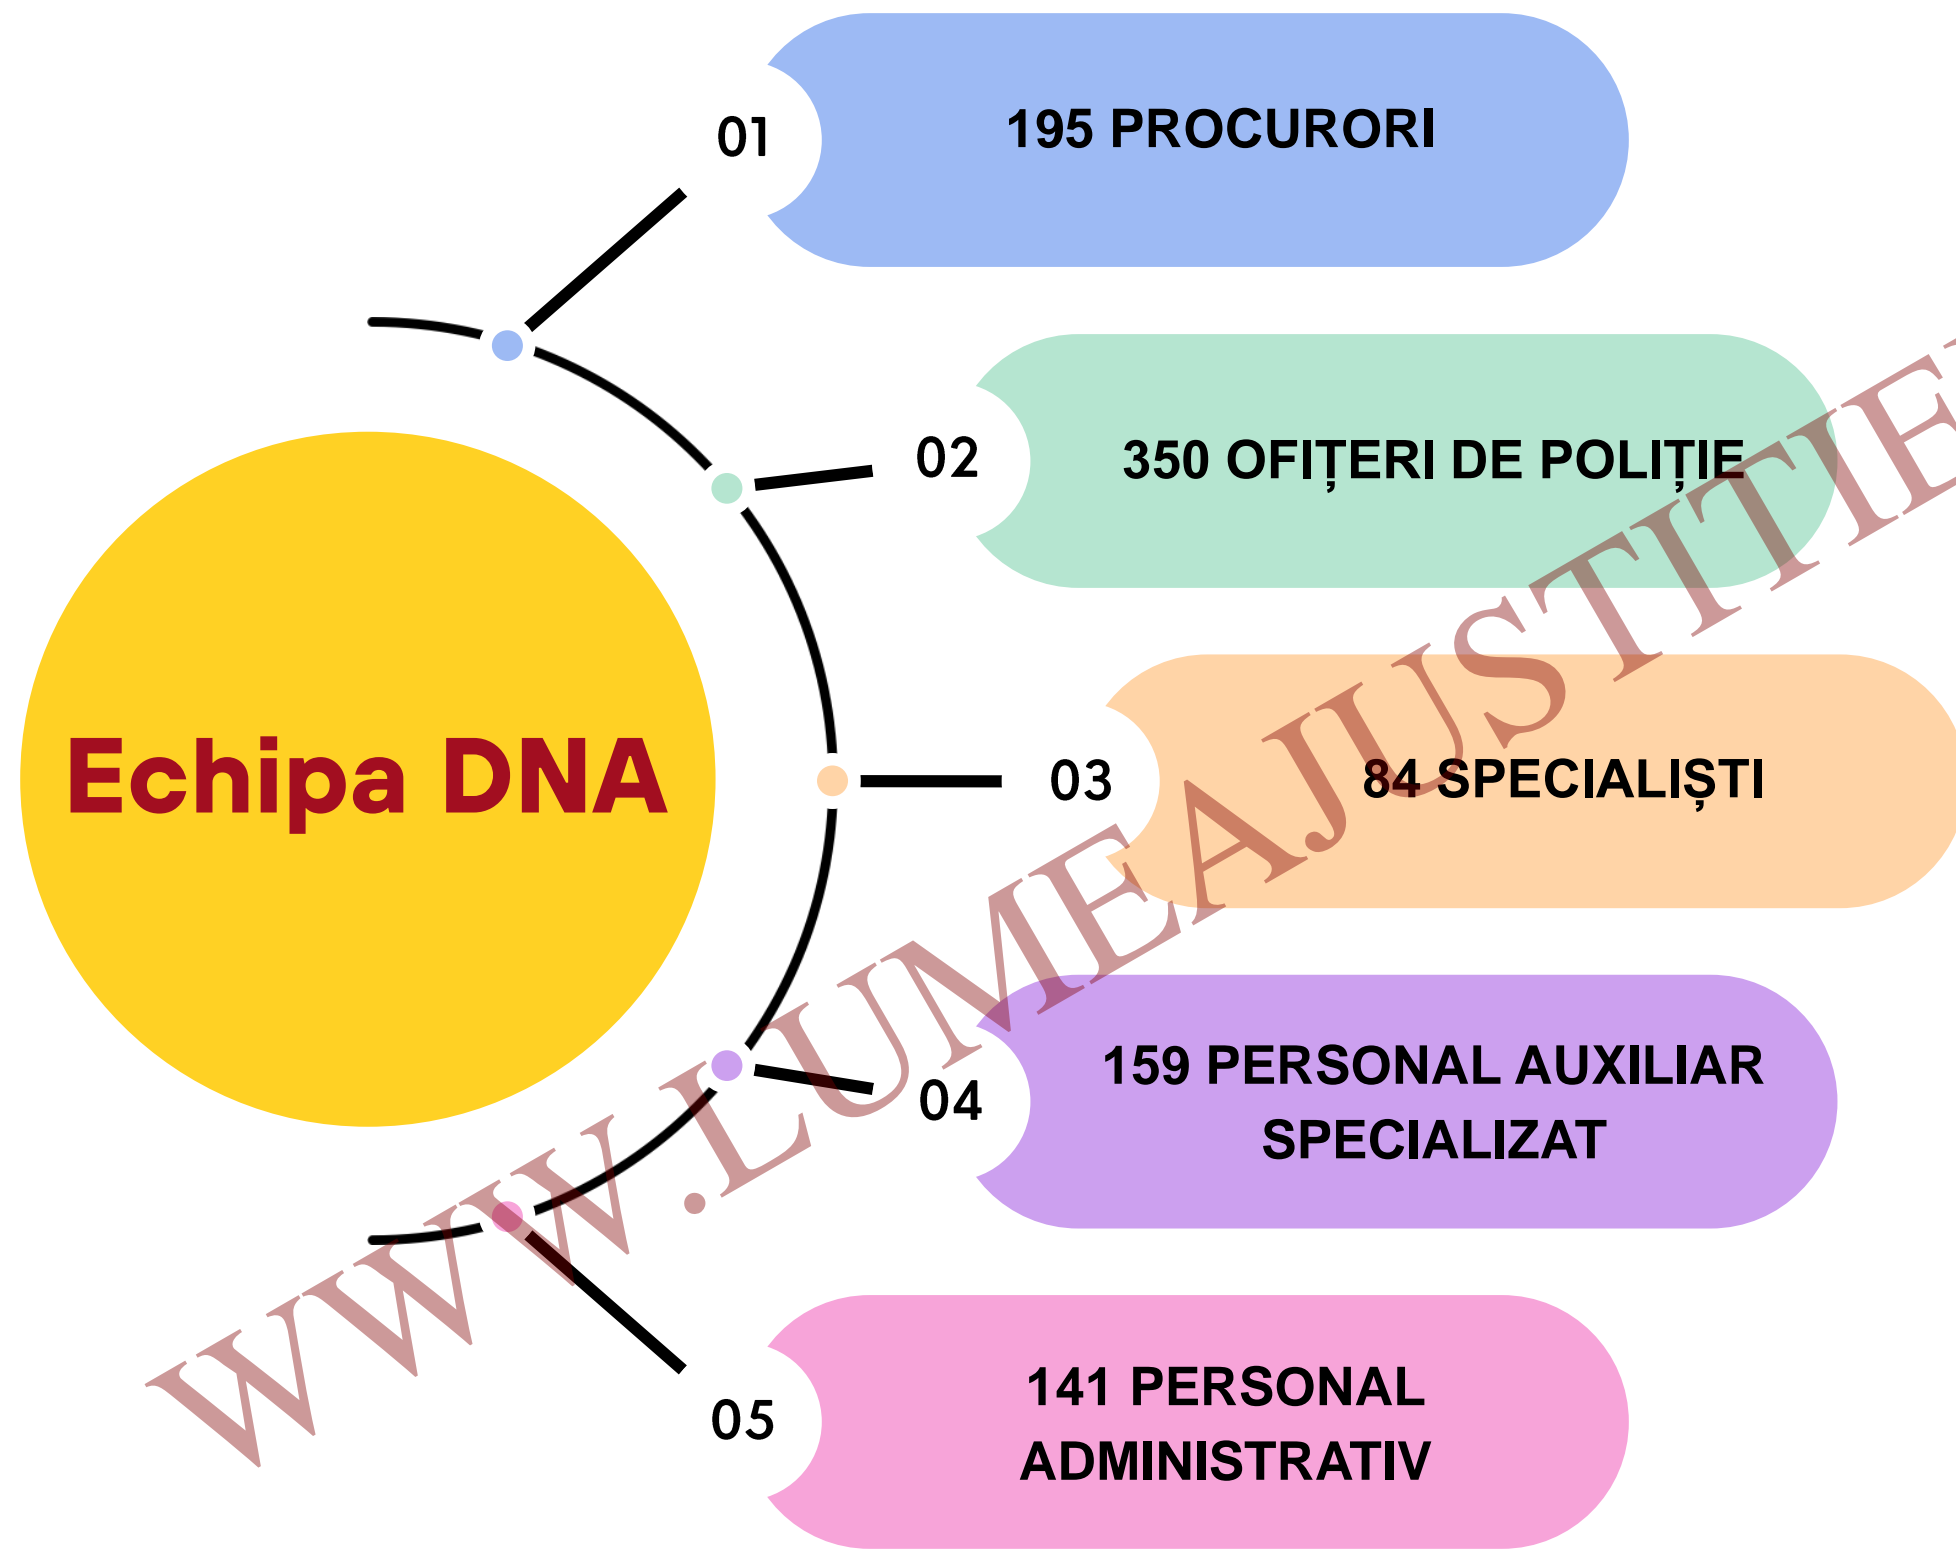 01
195 PROCURORI
02
350 OFIȚERI DE POLIȚIE
Echipa DNA
03
84 SPECIALIȘTI
04
159 PERSONAL AUXILIAR
SPECIALIZAT
05
141 PERSONAL
ADMINISTRATIV
WWW.LUMEAJUSTITIE